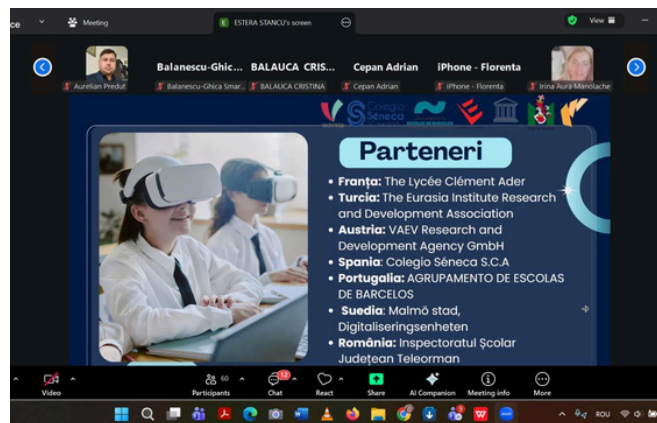 ce
Meeting
E ESTERA STANCU's screen
View
Balanescu-Ghic... BALAUCA CRIS... Cepan Adrian iPhone - Florenta
Aurelian Predut Balanescu-Ghica Smar... BALAUCA CRISTINA Cepan Adrian iPhone - Florenta Irina Aura Manolache
Colegio
Séneca
Parteneri
• Franța: The Lycée Clément Ader
• Turcia: The Eurasia Institute Research
and Development Association
• Austria: VAEV Research and
Development Agency GmbH
• Spania: Colegio Séneca S.C.A
• Portugalia: AGRUPAMENTO DE ESCOLAS
DE BARCELOS
• Suedia: Malmö stad,
Digitaliseringsenheten
• România: Inspectoratul Școlar
Județean Teleorman
60 12
Video Participants Chat React Share AI Companion Meeting info More
ROU